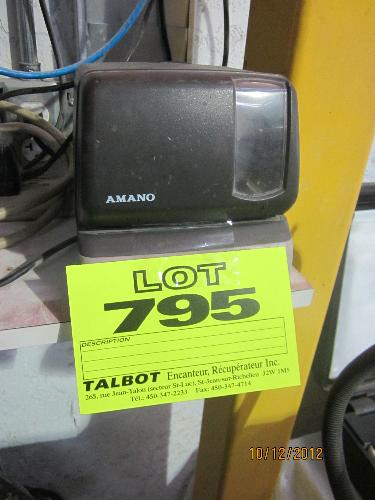 AMANO
LOT
795
DESCRIPTION
TALBOT Encanteur, Récupérateur Inc.
265, rue Jean-Talon (secteur St-Luc), St-Jean-sur-Richelieu J2W 1M5
Tél.: 450-347-2233 Fax: 450-347-4714
10/12/2012